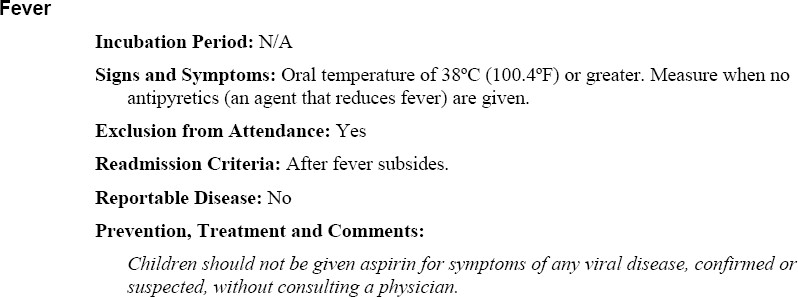 Fever
Incubation Period: N/A
Signs and Symptoms: Oral temperature of 38ºC (100.4ºF) or greater. Measure when no
antipyretics (an agent that reduces fever) are given.
Exclusion from Attendance: Yes
Readmission Criteria: After fever subsides.
Reportable Disease: No
Prevention, Treatment and Comments:
Children should not be given aspirin for symptoms of any viral disease, confirmed or
suspected, without consulting a physician.